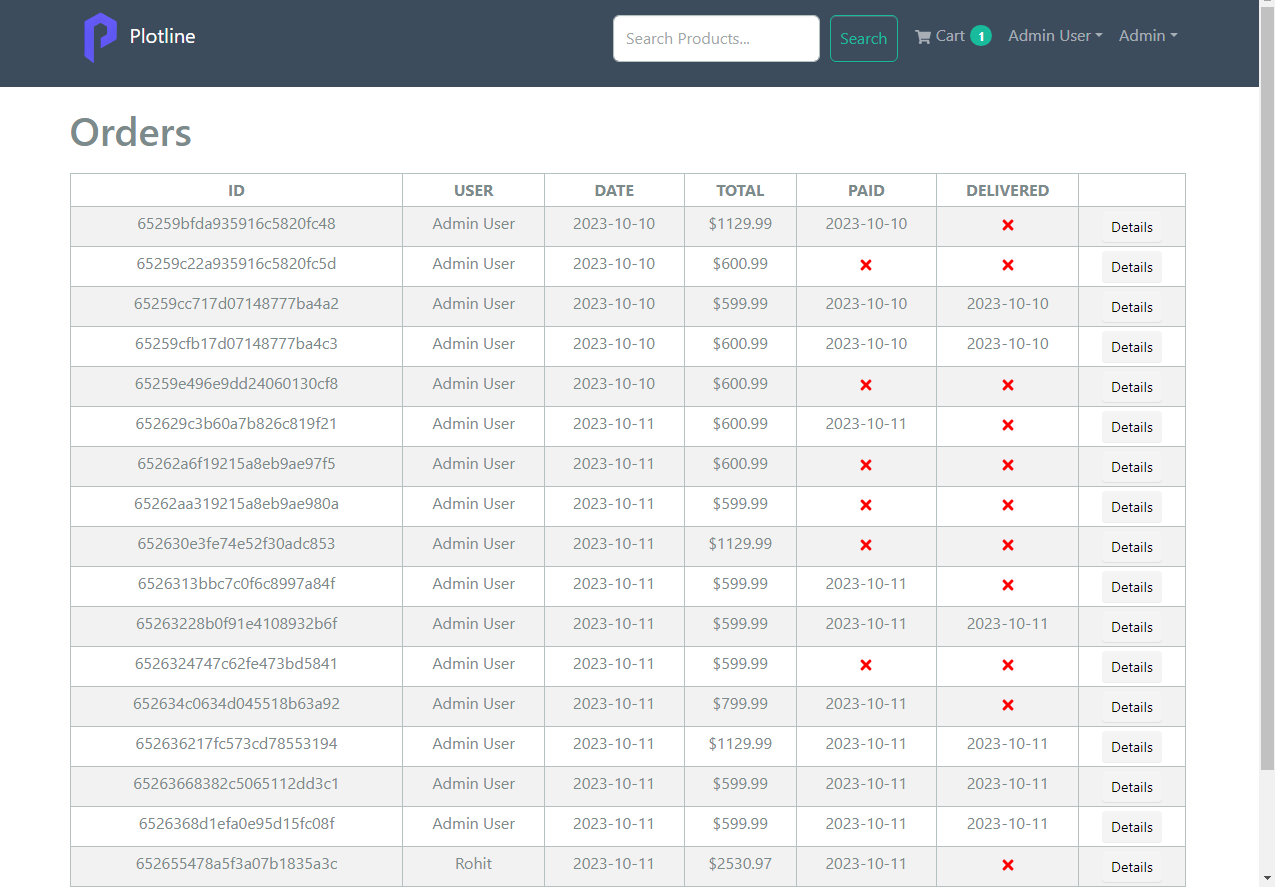 Plotline
Search Products...
Search
Cart 1
Admin User
Admin
Orders
ID USER DATE TOTAL PAID DELIVERED
65259bfda935916c5820fc48 Admin User 2023-10-10 $1129.99 2023-10-10 Details
65259c22a935916c5820fc5d Admin User 2023-10-10 $600.99 Details
65259cc717d07148777ba4a2 Admin User 2023-10-10 $599.99 2023-10-10 2023-10-10 Details
65259cfb17d07148777ba4c3 Admin User 2023-10-10 $600.99 2023-10-10 2023-10-10 Details
65259e496e9dd24060130cf8 Admin User 2023-10-10 $600.99 Details
652629c3b60a7b826c819f21 Admin User 2023-10-11 $600.99 2023-10-11 Details
65262a6f19215a8eb9ae97f5 Admin User 2023-10-11 $600.99 Details
65262aa319215a8eb9ae980a Admin User 2023-10-11 $599.99 Details
652630e3fe74e52f30adc853 Admin User 2023-10-11 $1129.99 Details
6526313bbc7c0f6c8997a84f Admin User 2023-10-11 $599.99 2023-10-11 Details
65263228b0f91e4108932b6f Admin User 2023-10-11 $599.99 2023-10-11 2023-10-11 Details
6526324747c62fe473bd5841 Admin User 2023-10-11 $599.99 Details
652634c0634d045518b63a92 Admin User 2023-10-11 $799.99 2023-10-11 Details
652636217fc573cd78553194 Admin User 2023-10-11 $1129.99 2023-10-11 2023-10-11 Details
65263668382c5065112dd3c1 Admin User 2023-10-11 $599.99 2023-10-11 2023-10-11 Details
6526368d1efa0e95d15fc08f Admin User 2023-10-11 $599.99 2023-10-11 2023-10-11 Details
652655478a5f3a07b1835a3c Rohit 2023-10-11 $2530.97 2023-10-11 Details